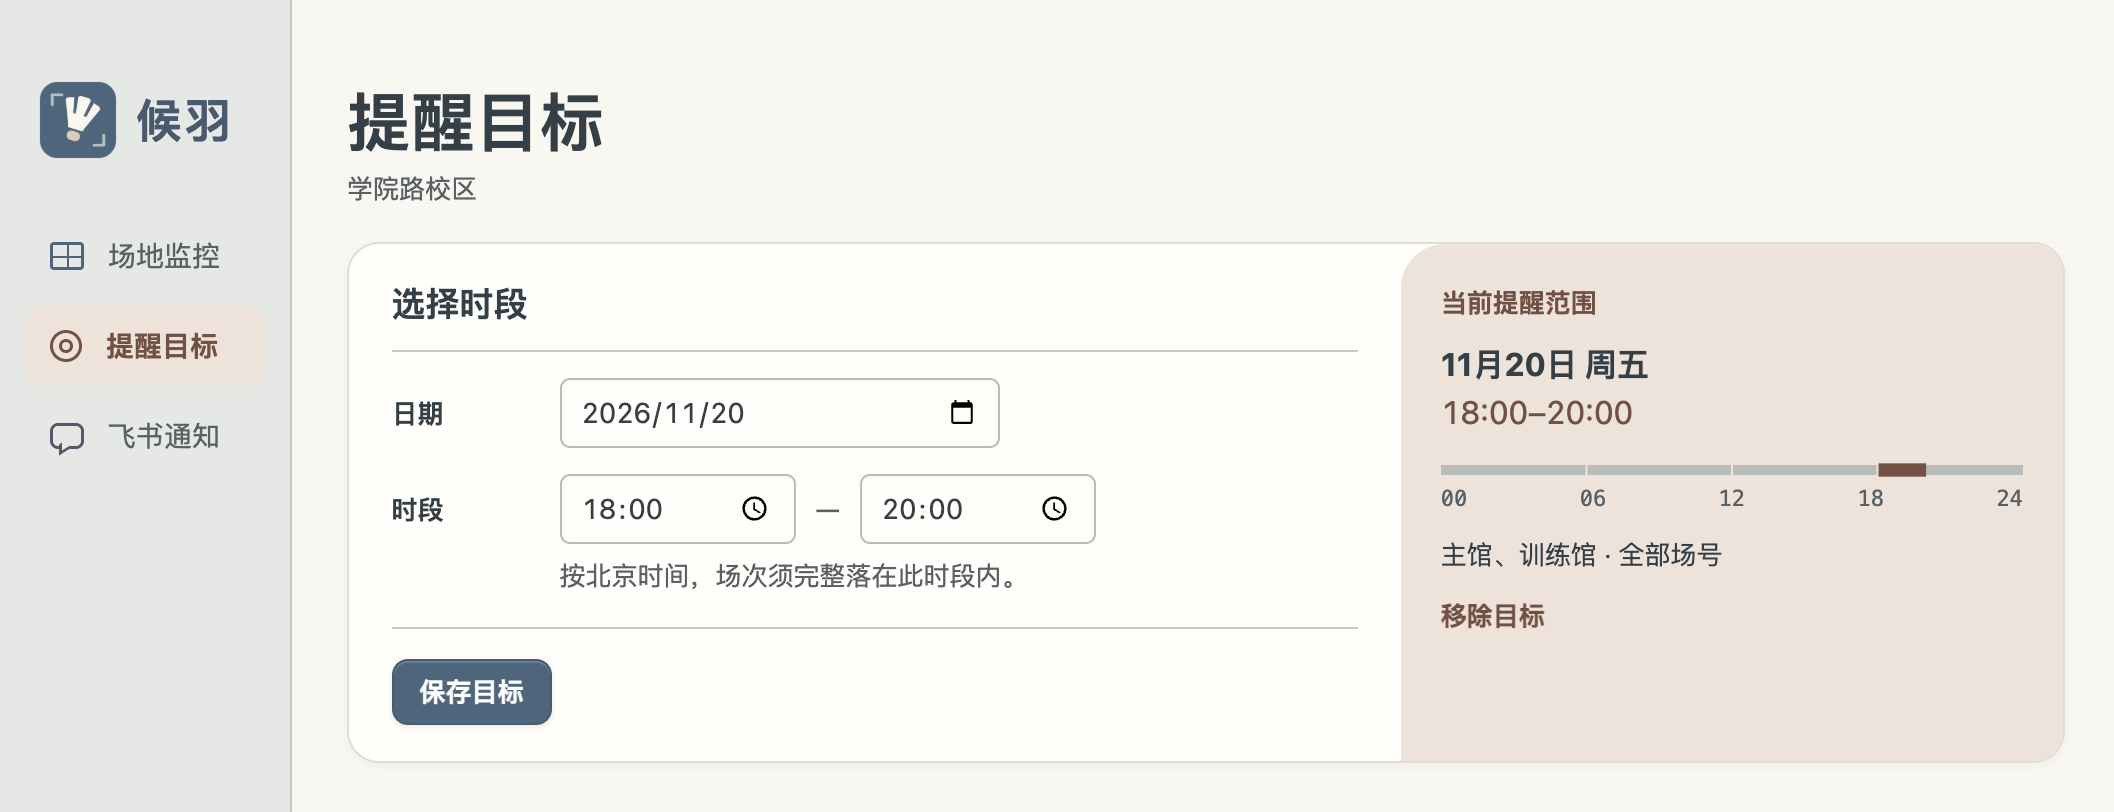 候羽
场地监控
提醒目标
飞书通知
提醒目标
学院路校区
选择时段
日期
2026/11/20
时段
18:00 — 20:00
按北京时间，场次须完整落在此时段内。
保存目标
当前提醒范围
11月20日 周五
18:00–20:00
00 06 12 18 24
主馆、训练馆 · 全部场号
移除目标